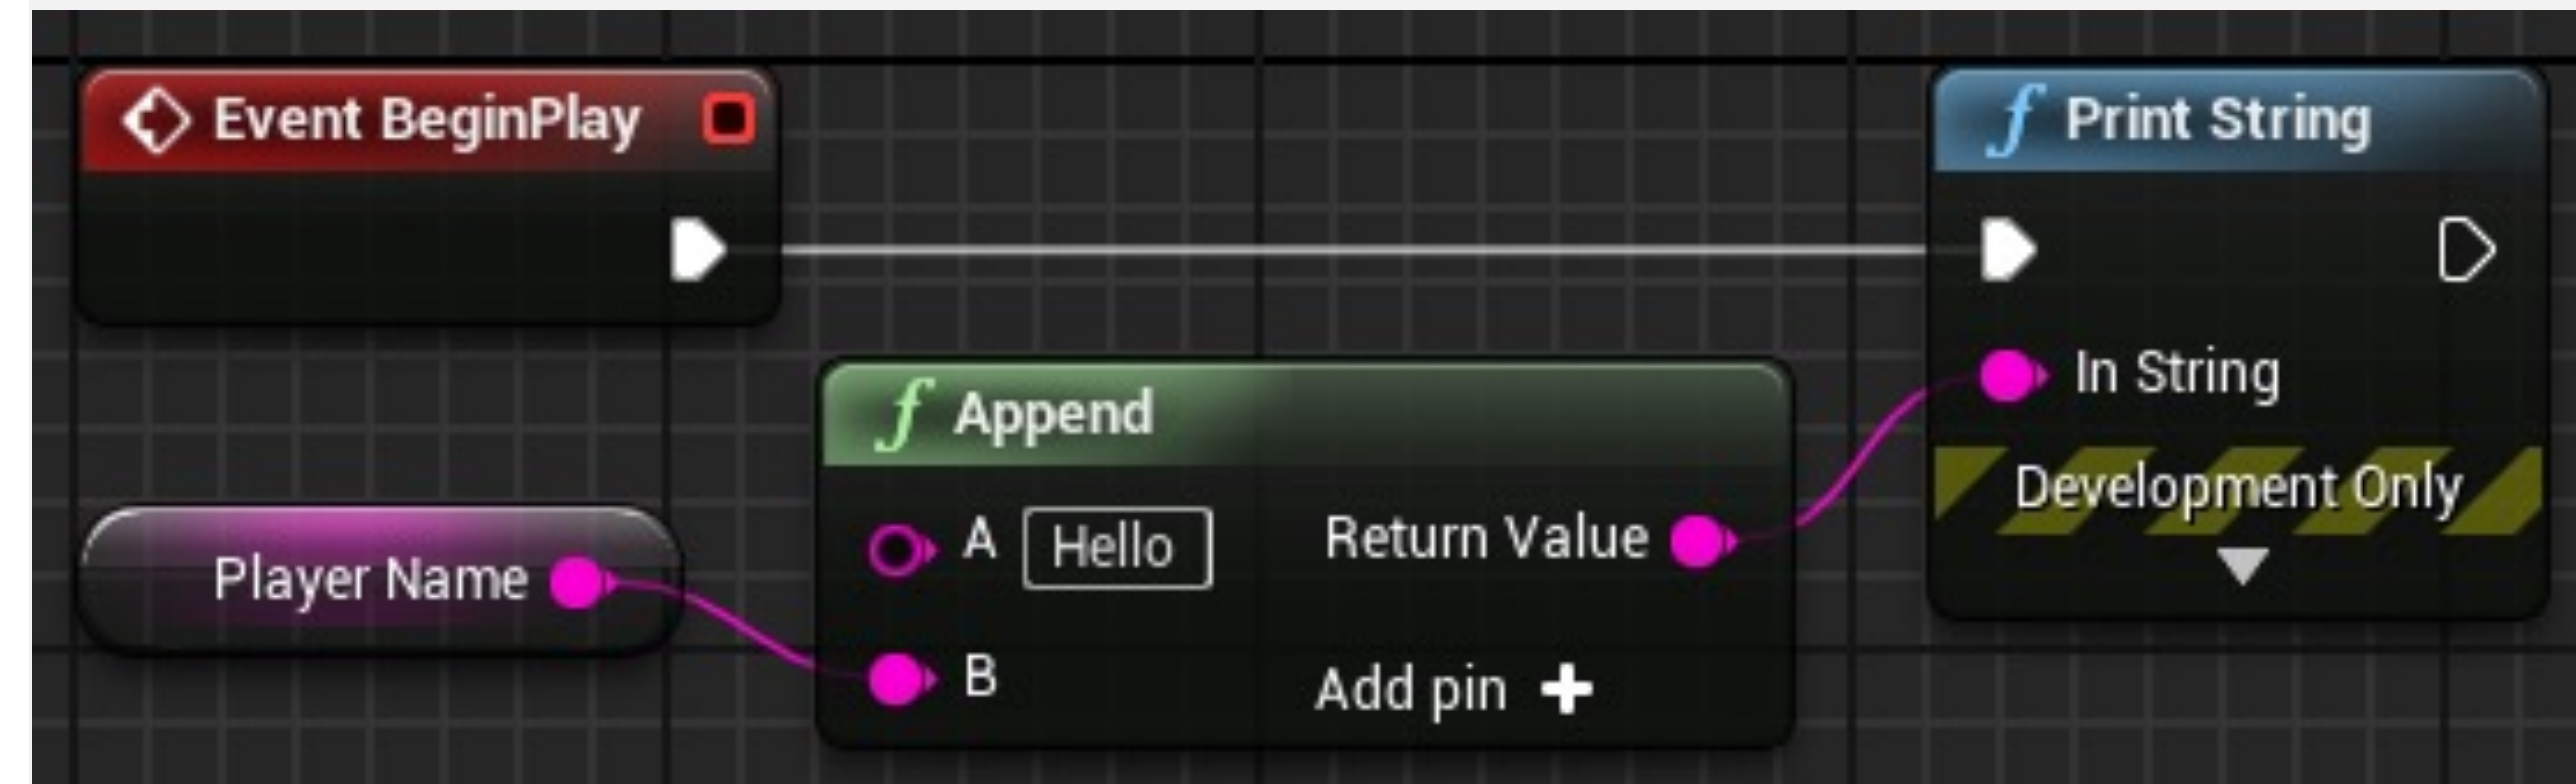 Event BeginPlay
Print String
In String
Append
Development Only
A Hello Return Value
Player Name
B
Add pin